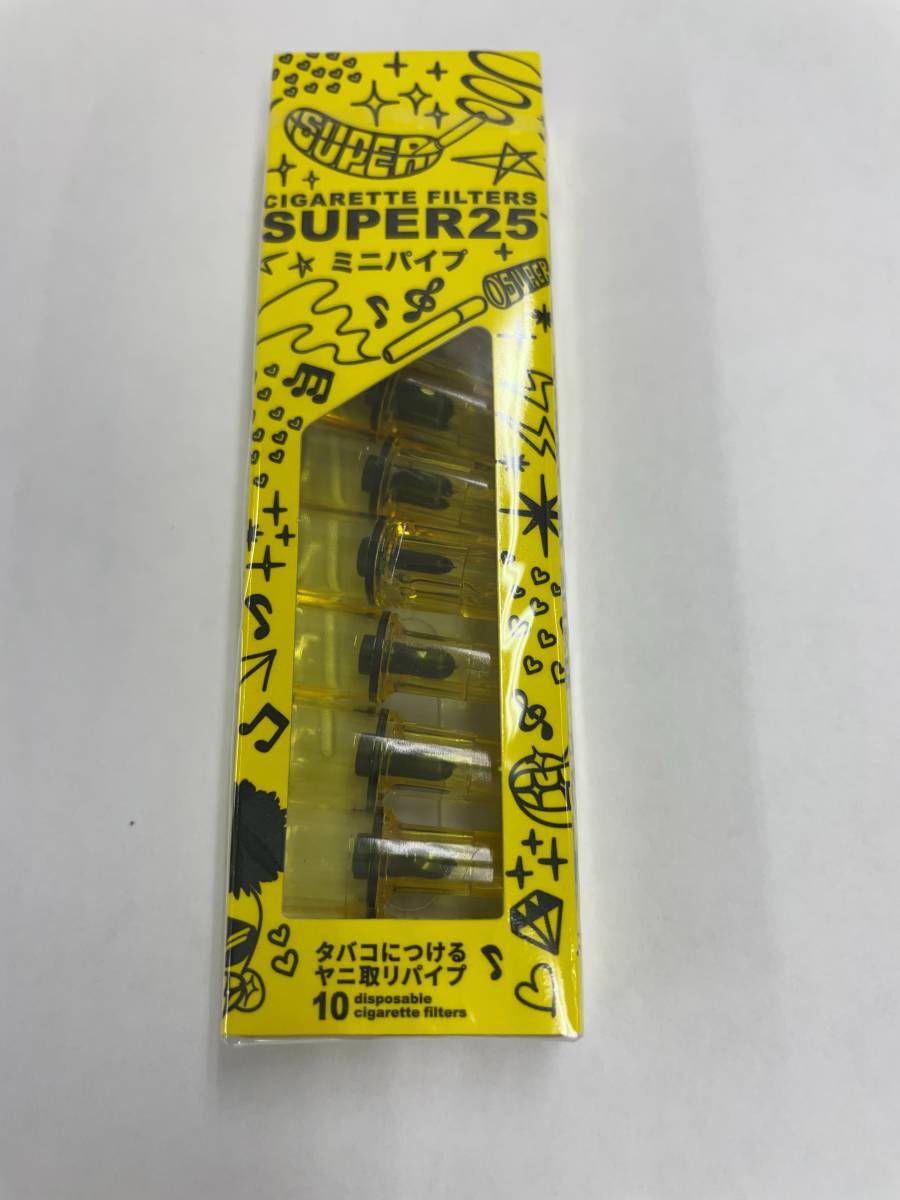 SUPER
CIGARETTE FILTERS
SUPER25
ミニパイプ
SUPER
タバコにつける
ヤニ取りパイプ
10 disposable
cigarette filters